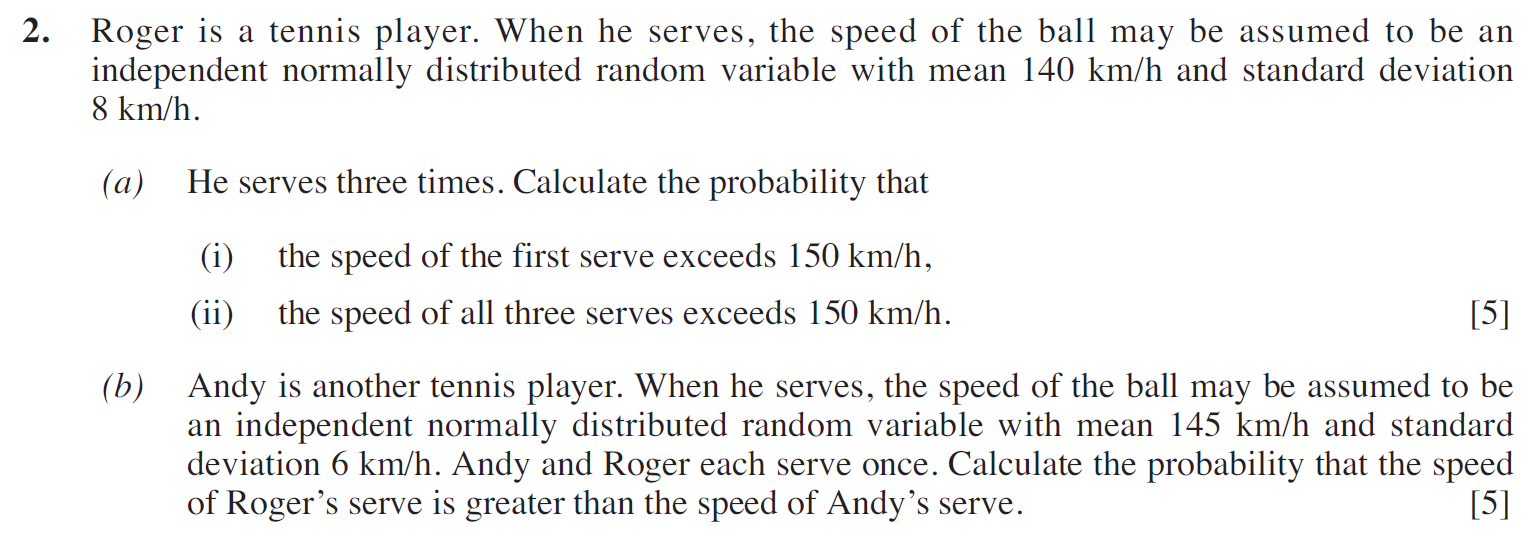 2. Roger is a tennis player. When he serves, the speed of the ball may be assumed to be an
independent normally distributed random variable with mean 140 km/h and standard deviation
8 km/h.
(a) He serves three times. Calculate the probability that
(i) the speed of the first serve exceeds 150 km/h,
(ii) the speed of all three serves exceeds 150 km/h. [5]
(b) Andy is another tennis player. When he serves, the speed of the ball may be assumed to be
an independent normally distributed random variable with mean 145 km/h and standard
deviation 6 km/h. Andy and Roger each serve once. Calculate the probability that the speed
of Roger’s serve is greater than the speed of Andy’s serve. [5]